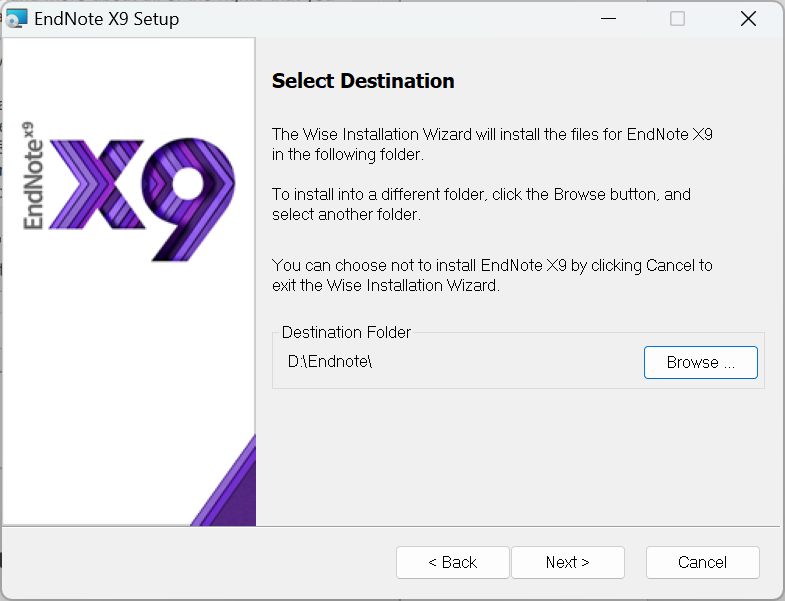 EndNote X9 Setup
EndNote x9
X9
Select Destination
The Wise Installation Wizard will install the files for EndNote X9
in the following folder.
To install into a different folder, click the Browse button, and
select another folder.
You can choose not to install EndNote X9 by clicking Cancel to
exit the Wise Installation Wizard.
Destination Folder
D:\Endnote\
Browse ...
< Back
Next >
Cancel